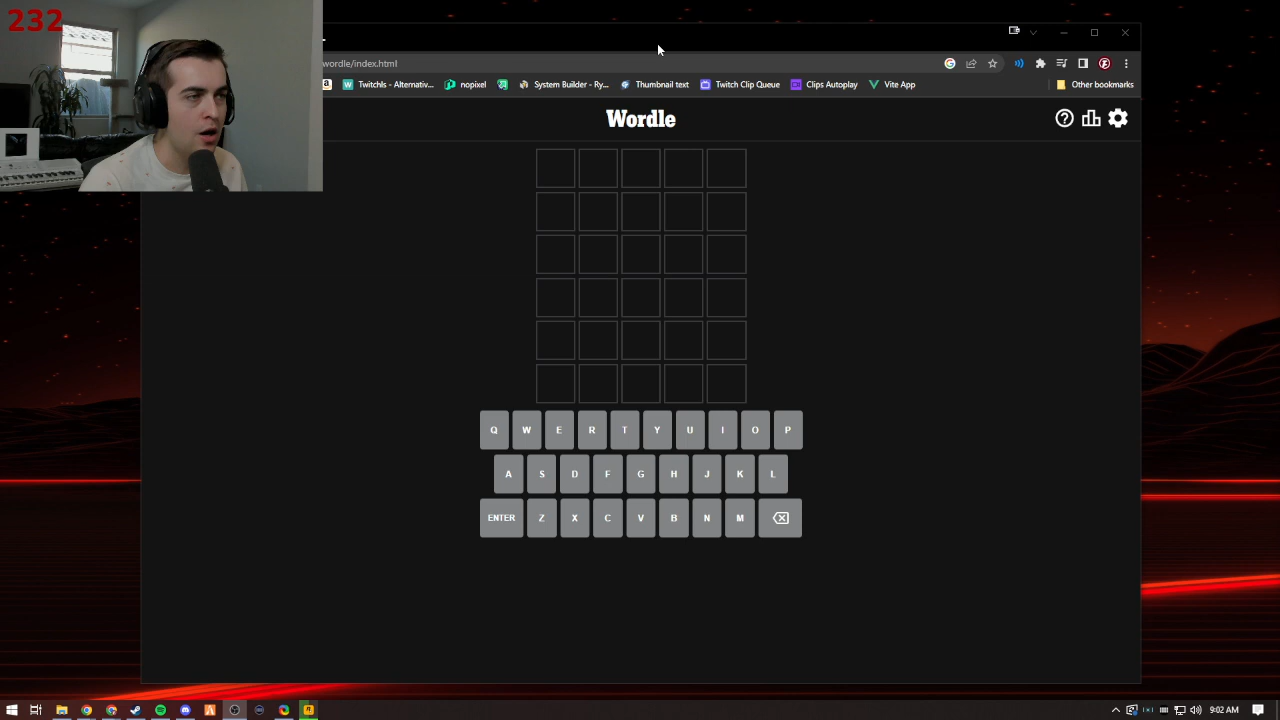 232
wordle/index.html
Twitchls - Alternativ...
nopixel
System Builder - Ry...
Thumbnail text
Twitch Clip Queue
Clips Autoplay
Vite App
Other bookmarks
Wordle
Q W E R T Y U I O P
A S D F G H J K L
ENTER Z X C V B N M
9:02 AM